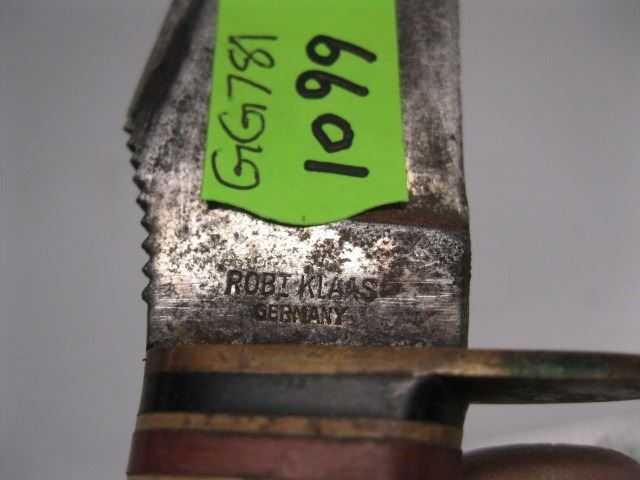 GG781
1099
ROBT KLAAS
GERMANY